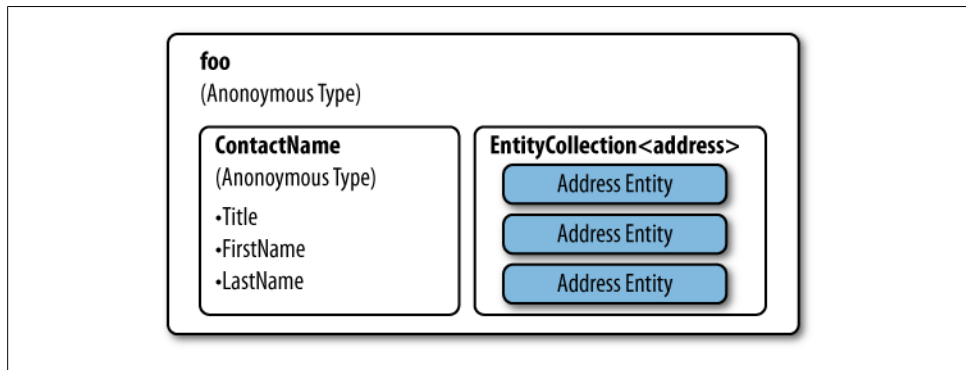 foo
(Anonoymous Type)
ContactName
(Anonoymous Type)
•Title
•FirstName
•LastName
EntityCollection<address>
Address Entity
Address Entity
Address Entity